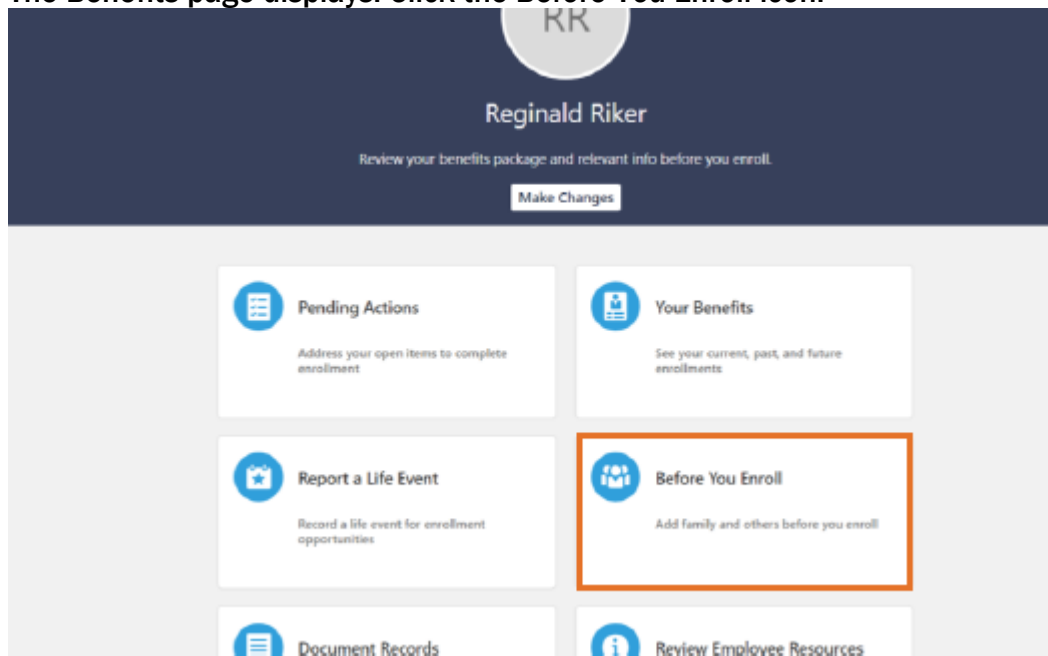 The Benefits page displays. Click the Before You Enroll icon.
RR
Reginald Riker
Review your benefits package and relevant info before you enroll.
Make Changes
Pending Actions
Address your open items to complete
enrollment
Your Benefits
See your current, past, and future
enrollments
Report a Life Event
Record a life event for enrollment
opportunities
Before You Enroll
Add family and others before you enroll
Document Records
Review Employee Resources